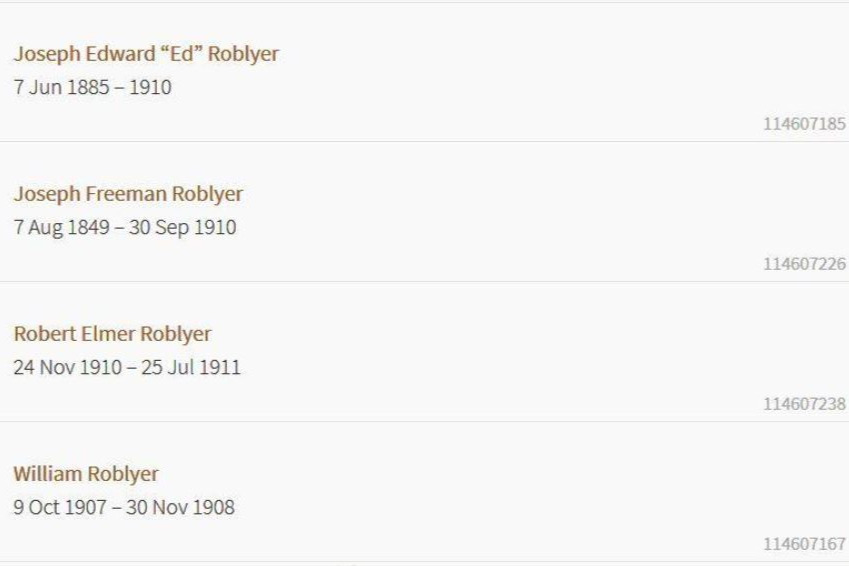 Joseph Edward “Ed” Roblyer
7 Jun 1885 – 1910
114607185
Joseph Freeman Roblyer
7 Aug 1849 – 30 Sep 1910
114607226
Robert Elmer Roblyer
24 Nov 1910 – 25 Jul 1911
114607238
William Roblyer
9 Oct 1907 – 30 Nov 1908
114607167